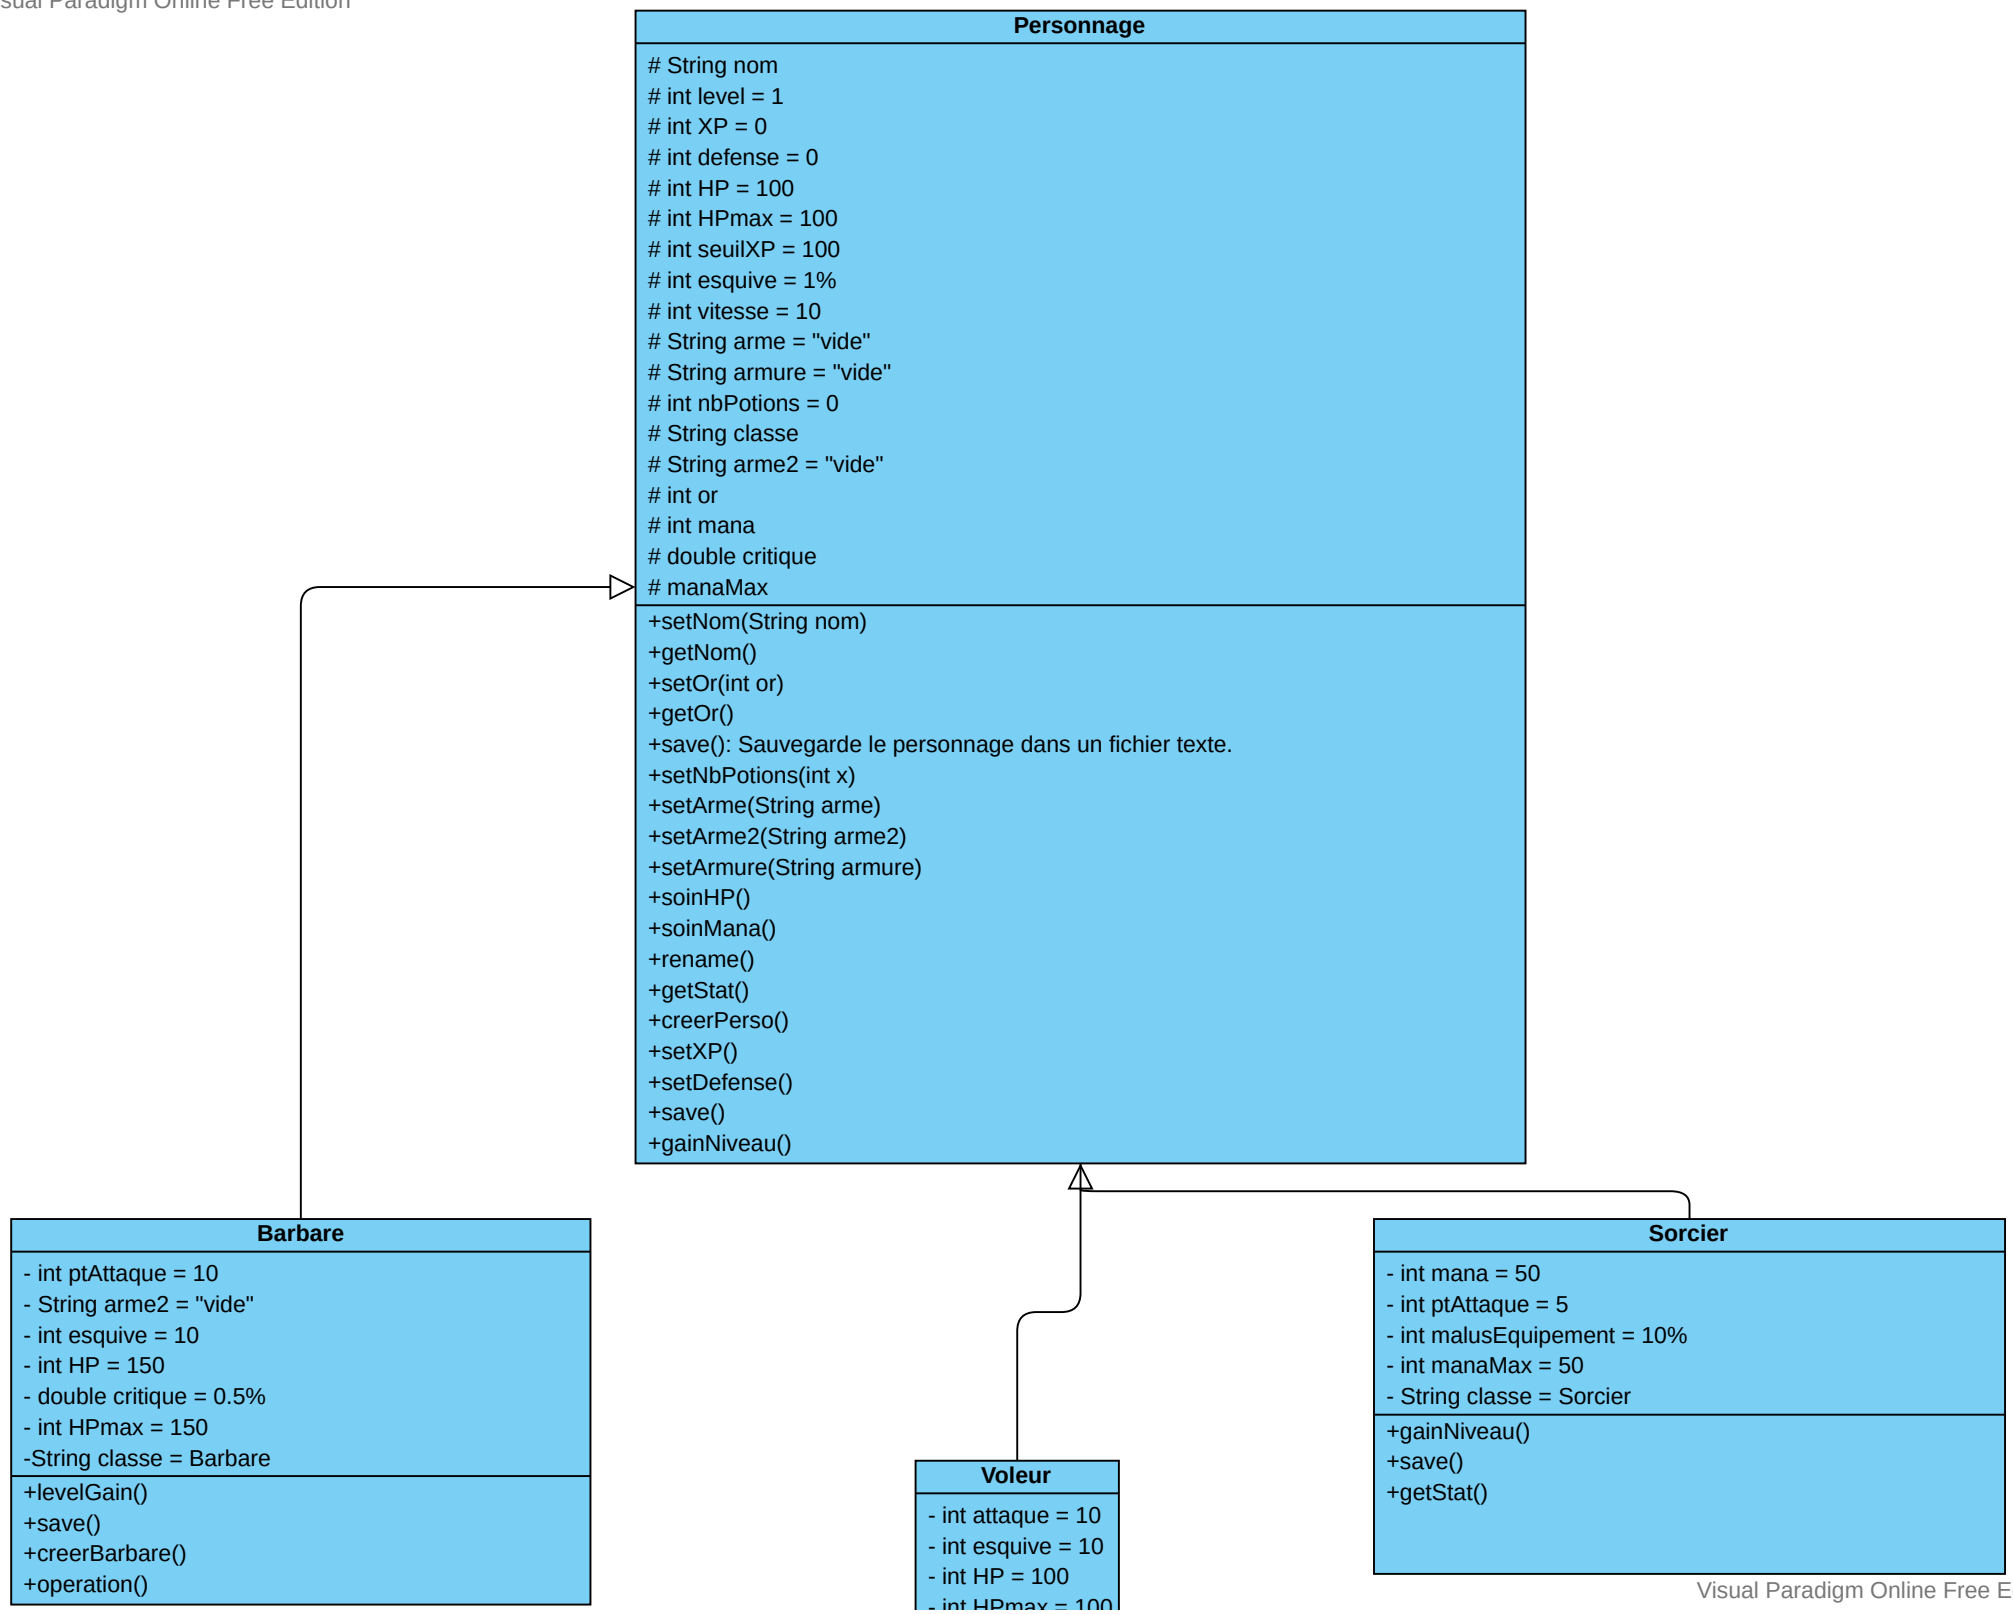 Paradigm Online Free Edition
Personnage
# String nom
# int level = 1
# int XP = 0
# int defense = 0
# int HP = 100
# int HPmax = 100
# int seuilXP = 100
# int esquive = 1%
# int vitesse = 10
# String arme = "vide"
# String armure = "vide"
# int nbPotions = 0
# String classe
# String arme2 = "vide"
# int or
# int mana
# double critique
# manaMax
+setNom(String nom)
+getNom()
+setOr(int or)
+getOr()
+save(): Sauvegarde le personnage dans un fichier texte.
+setNbPotions(int x)
+setArme(String arme)
+setArme2(String arme2)
+setArmure(String armure)
+soinHP()
+soinMana()
+rename()
+getStat()
+creerPerso()
+setXP()
+setDefense()
+save()
+gainNiveau()
Barbare
- int ptAttaque = 10
- String arme2 = "vide"
- int esquive = 10
- int HP = 150
- double critique = 0.5%
- int HPmax = 150
-String classe = Barbare
+levelGain()
+save()
+creerBarbare()
+operation()
Voleur
- int attaque = 10
- int esquive = 10
- int HP = 100
- int HPmax = 100
Sorcier
- int mana = 50
- int ptAttaque = 5
- int malusEquipement = 10%
- int manaMax = 50
- String classe = Sorcier
+gainNiveau()
+save()
+getStat()
Visual Paradigm Online Free E